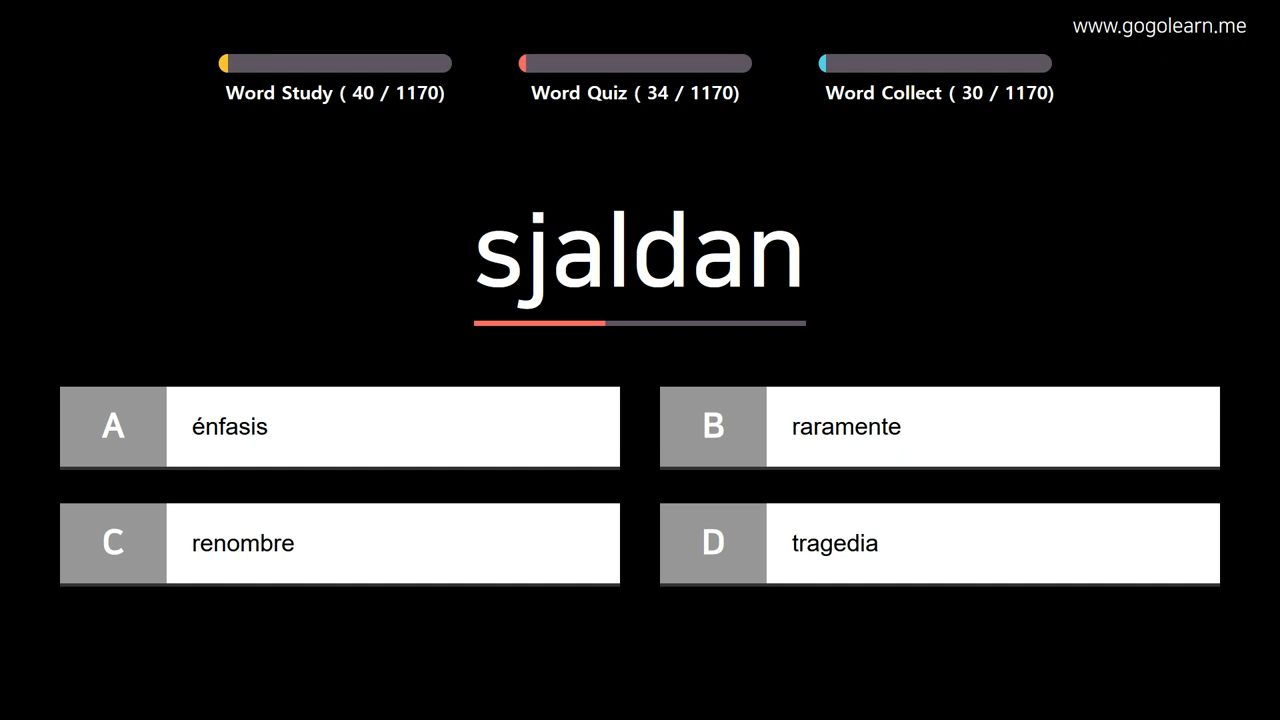 www.gogolearn.me
Word Study ( 40 / 1170)
Word Quiz ( 34 / 1170)
Word Collect ( 30 / 1170)
sjaldan
A énfasis
B raramente
C renombre
D tragedia